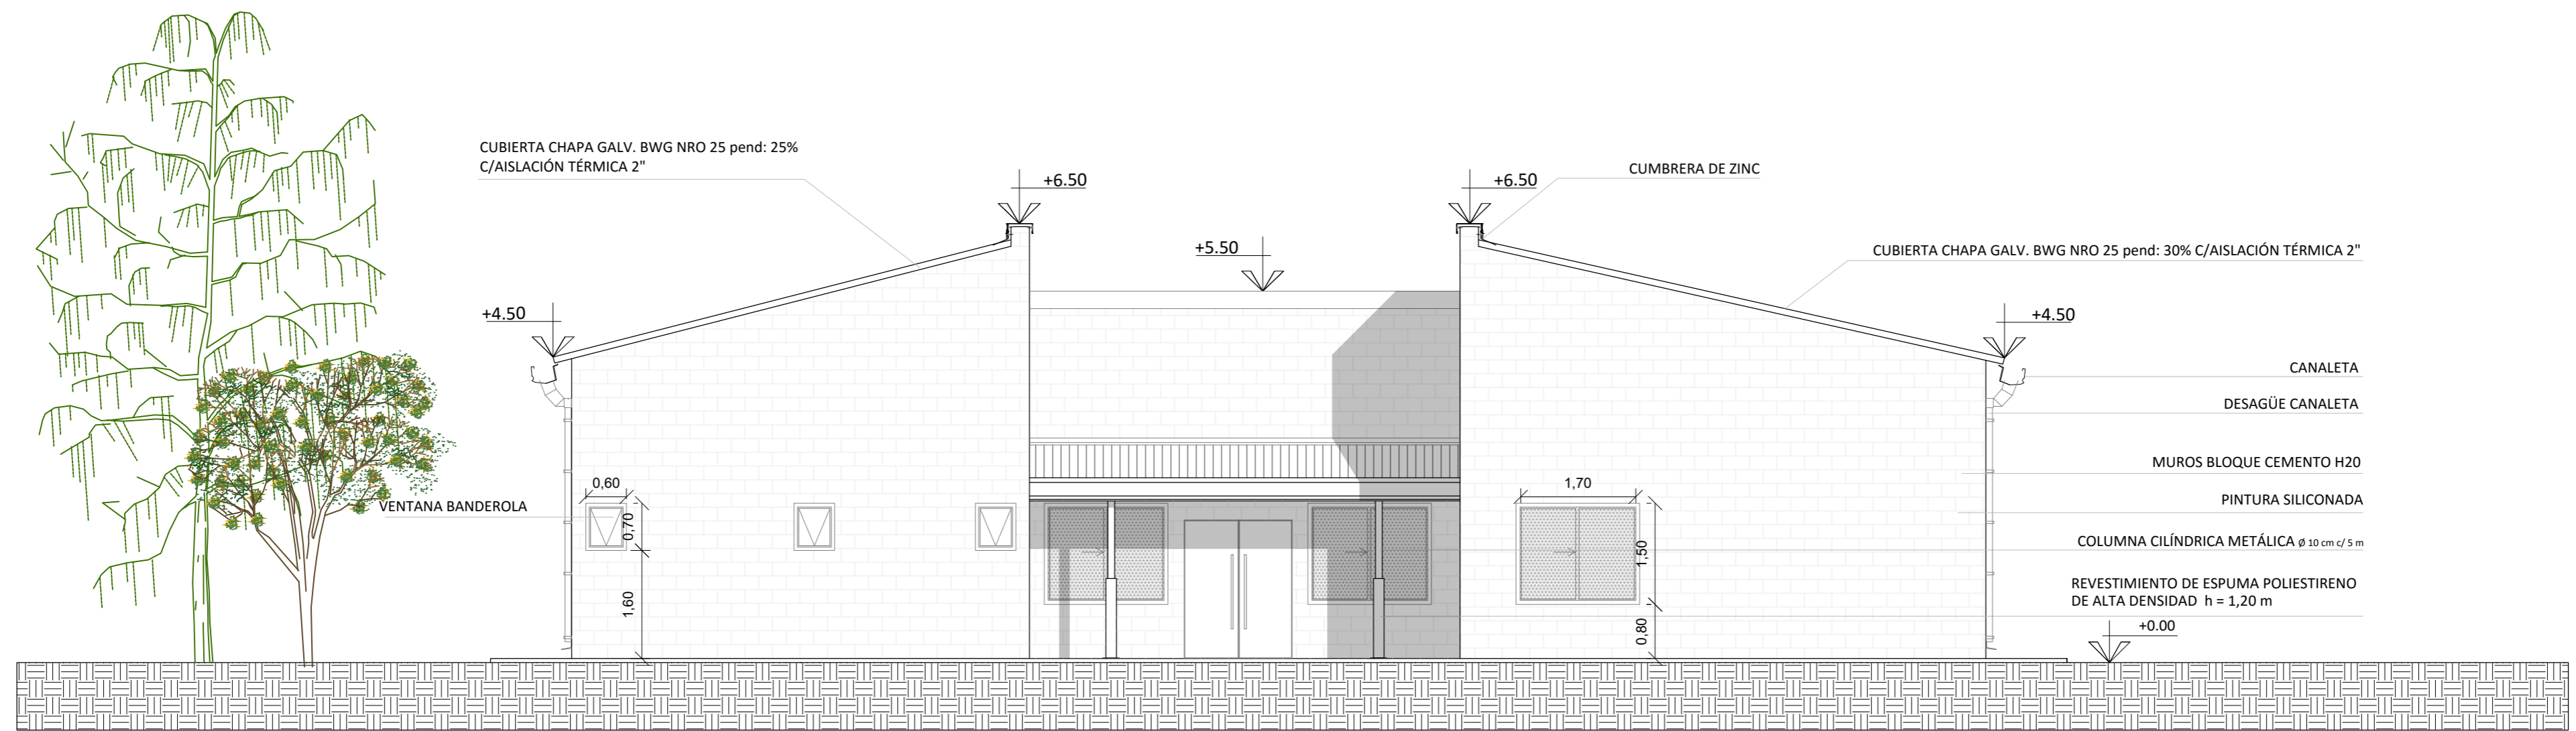 CUBIERTA CHAPA GALV. BWG NRO 25 pend: 25%
C/AISLACIÓN TÉRMICA 2"
+6.50
+6.50
CUMBRERA DE ZINC
+5.50
CUBIERTA CHAPA GALV. BWG NRO 25 pend: 30% C/AISLACIÓN TÉRMICA 2"
+4.50
+4.50
CANALETA
DESAGÜE CANALETA
MUROS BLOQUE CEMENTO H20
0,60
1,70
PINTURA SILICONADA
VENTANA BANDEROLA
0,70
1,50
COLUMNA CILÍNDRICA METÁLICA Ø 10 cm c/ 5 m
REVESTIMIENTO DE ESPUMA POLIESTIRENO
DE ALTA DENSIDAD h = 1,20 m
1,60
0,80
+0.00